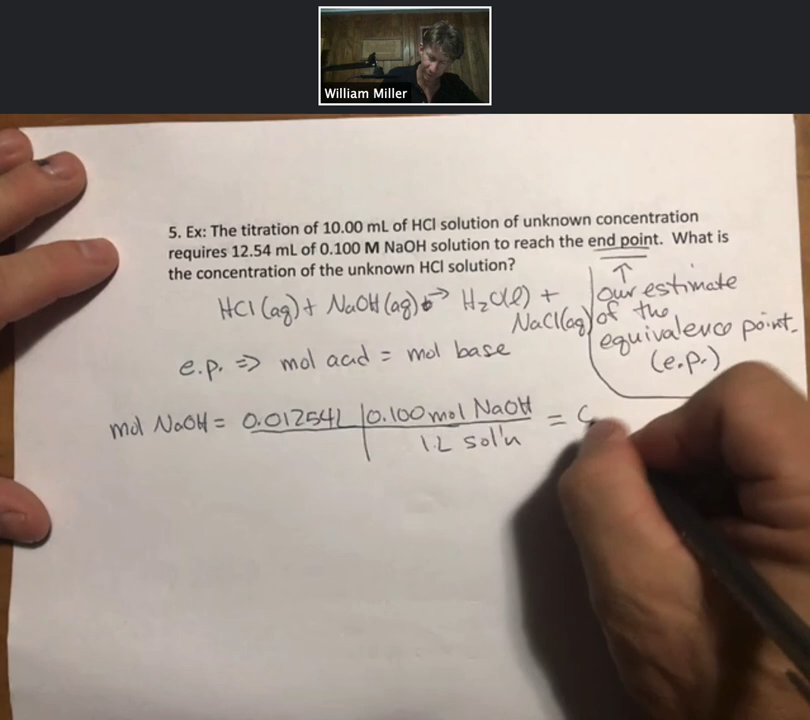 William Miller
5. Ex: The titration of 10.00 mL of HCl solution of unknown concentration
requires 12.54 mL of 0.100 M NaOH solution to reach the end point. What is
the concentration of the unknown HCl solution?
HCl (aq) + NaOH (aq) → H2O(l) +
NaCl(aq)
our estimate
of the
equivalence point.
(e.p.)
e.p. => mol acid = mol base
mol NaOH = 0.01254L | 0.100 mol NaOH =
1 L sol'n